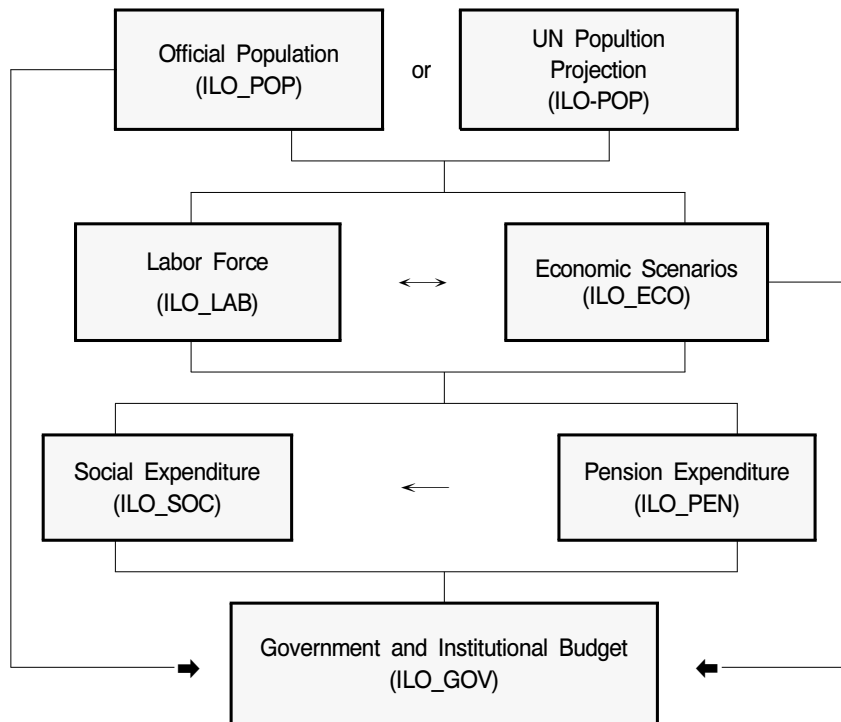 Official Population
(ILO_POP)
or
UN Popultion
Projection
(ILO-POP)
Labor Force
(ILO_LAB)
Economic Scenarios
(ILO_ECO)
Social Expenditure
(ILO_SOC)
Pension Expenditure
(ILO_PEN)
Government and Institutional Budget
(ILO_GOV)